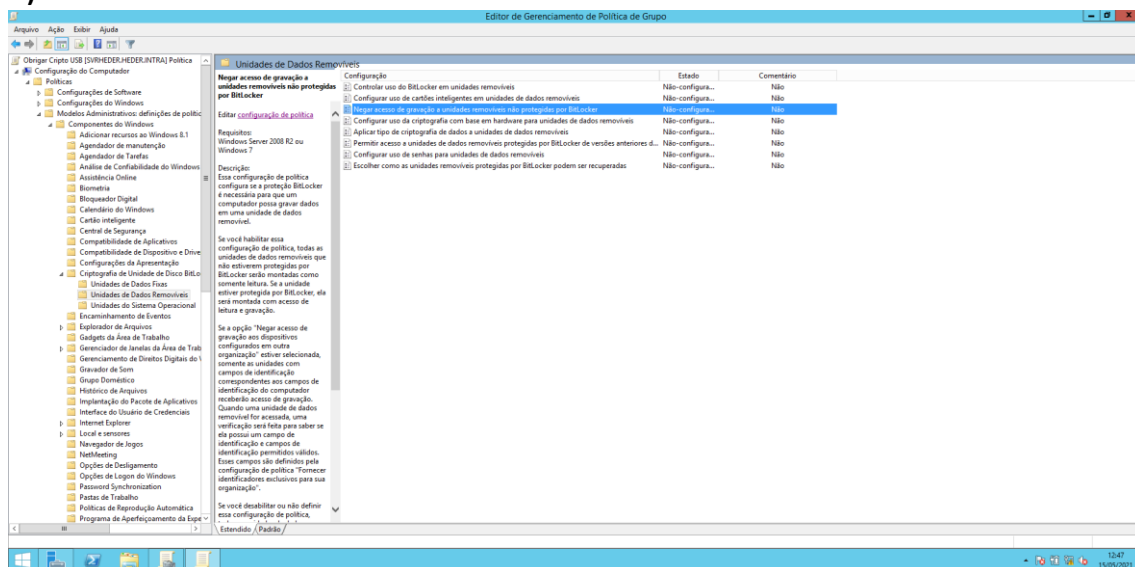 Editor de Gerenciamento de Política de Grupo
Arquivo Ação Exibir Ajuda
Obrigar Cripto USB [SVRHEDER.HEDER.INTRA] Política
Configuração do Computador
Políticas
Configurações de Software
Configurações do Windows
Modelos Administrativos: definições de polític
Componentes do Windows
Adicionar recursos ao Windows 8.1
Agendador de manutenção
Agendador de Tarefas
Análise de Confiabilidade do Windows
Assistência Online
Biometria
Bloqueador Digital
Calendário do Windows
Cartão inteligente
Central de Segurança
Compatibilidade de Aplicativos
Compatibilidade de Dispositivo e Drive
Configurações da Apresentação
Criptografia de Unidade de Disco BitLo
Unidades de Dados Fixas
Unidades de Dados Removíveis
Unidades do Sistema Operacional
Encaminhamento de Eventos
Explorador de Arquivos
Gadgets da Área de Trabalho
Gerenciador de Janelas da Área de Trab
Gerenciamento de Direitos Digitais do
Gravador de Som
Grupo Doméstico
Histórico de Arquivos
Implantação do Pacote de Aplicativos
Interface do Usuário de Credenciais
Internet Explorer
Local e sensores
Navegador de Jogos
NetMeeting
Opções de Desligamento
Opções de Logon do Windows
Password Synchronization
Pastas de Trabalho
Políticas de Reprodução Automática
Programa de Aperfeiçoamento da Expe
Unidades de Dados Removíveis
Negar acesso de gravação a
unidades removíveis não protegidas
por BitLocker
Editar configuração de política
Requisitos:
Windows Server 2008 R2 ou
Windows 7
Descrição:
Essa configuração de política
configura se a proteção BitLocker
é necessária para que um
computador possa gravar dados
em uma unidade de dados
removível.
Se você habilitar essa
configuração de política, todas as
unidades de dados removíveis que
não estiverem protegidas por
BitLocker serão montadas como
somente leitura. Se a unidade
estiver protegida por BitLocker, ela
será montada com acesso de
leitura e gravação.
Se a opção "Negar acesso de
gravação aos dispositivos
configurados em outra
organização" estiver selecionada,
somente as unidades com
campos de identificação
correspondentes aos campos de
identificação do computador
receberão acesso de gravação.
Quando uma unidade de dados
removível for acessada, uma
verificação será feita para saber se
ela possui um campo de
identificação e campos de
identificação permitidos válidos.
Esses campos são definidos pela
configuração de política "Fornecer
identificadores exclusivos para sua
organização".
Se você desabilitar ou não definir
essa configuração de política,
Configuração Estado Comentário
Controlar uso do BitLocker em unidades removíveis Não-configura... Não
Configurar uso de cartões inteligentes em unidades de dados removíveis Não-configura... Não
Negar acesso de gravação a unidades removíveis não protegidas por BitLocker Não-configura... Não
Configurar uso da criptografia com base em hardware para unidades de dados removíveis Não-configura... Não
Aplicar tipo de criptografia de dados a unidades de dados removíveis Não-configura... Não
Permitir acesso a unidades de dados removíveis protegidas por BitLocker de versões anteriores d... Não-configura... Não
Configurar uso de senhas para unidades de dados removíveis Não-configura... Não
Escolher como as unidades removíveis protegidas por BitLocker podem ser recuperadas Não-configura... Não
Estendido Padrão
12:47
15/05/2021